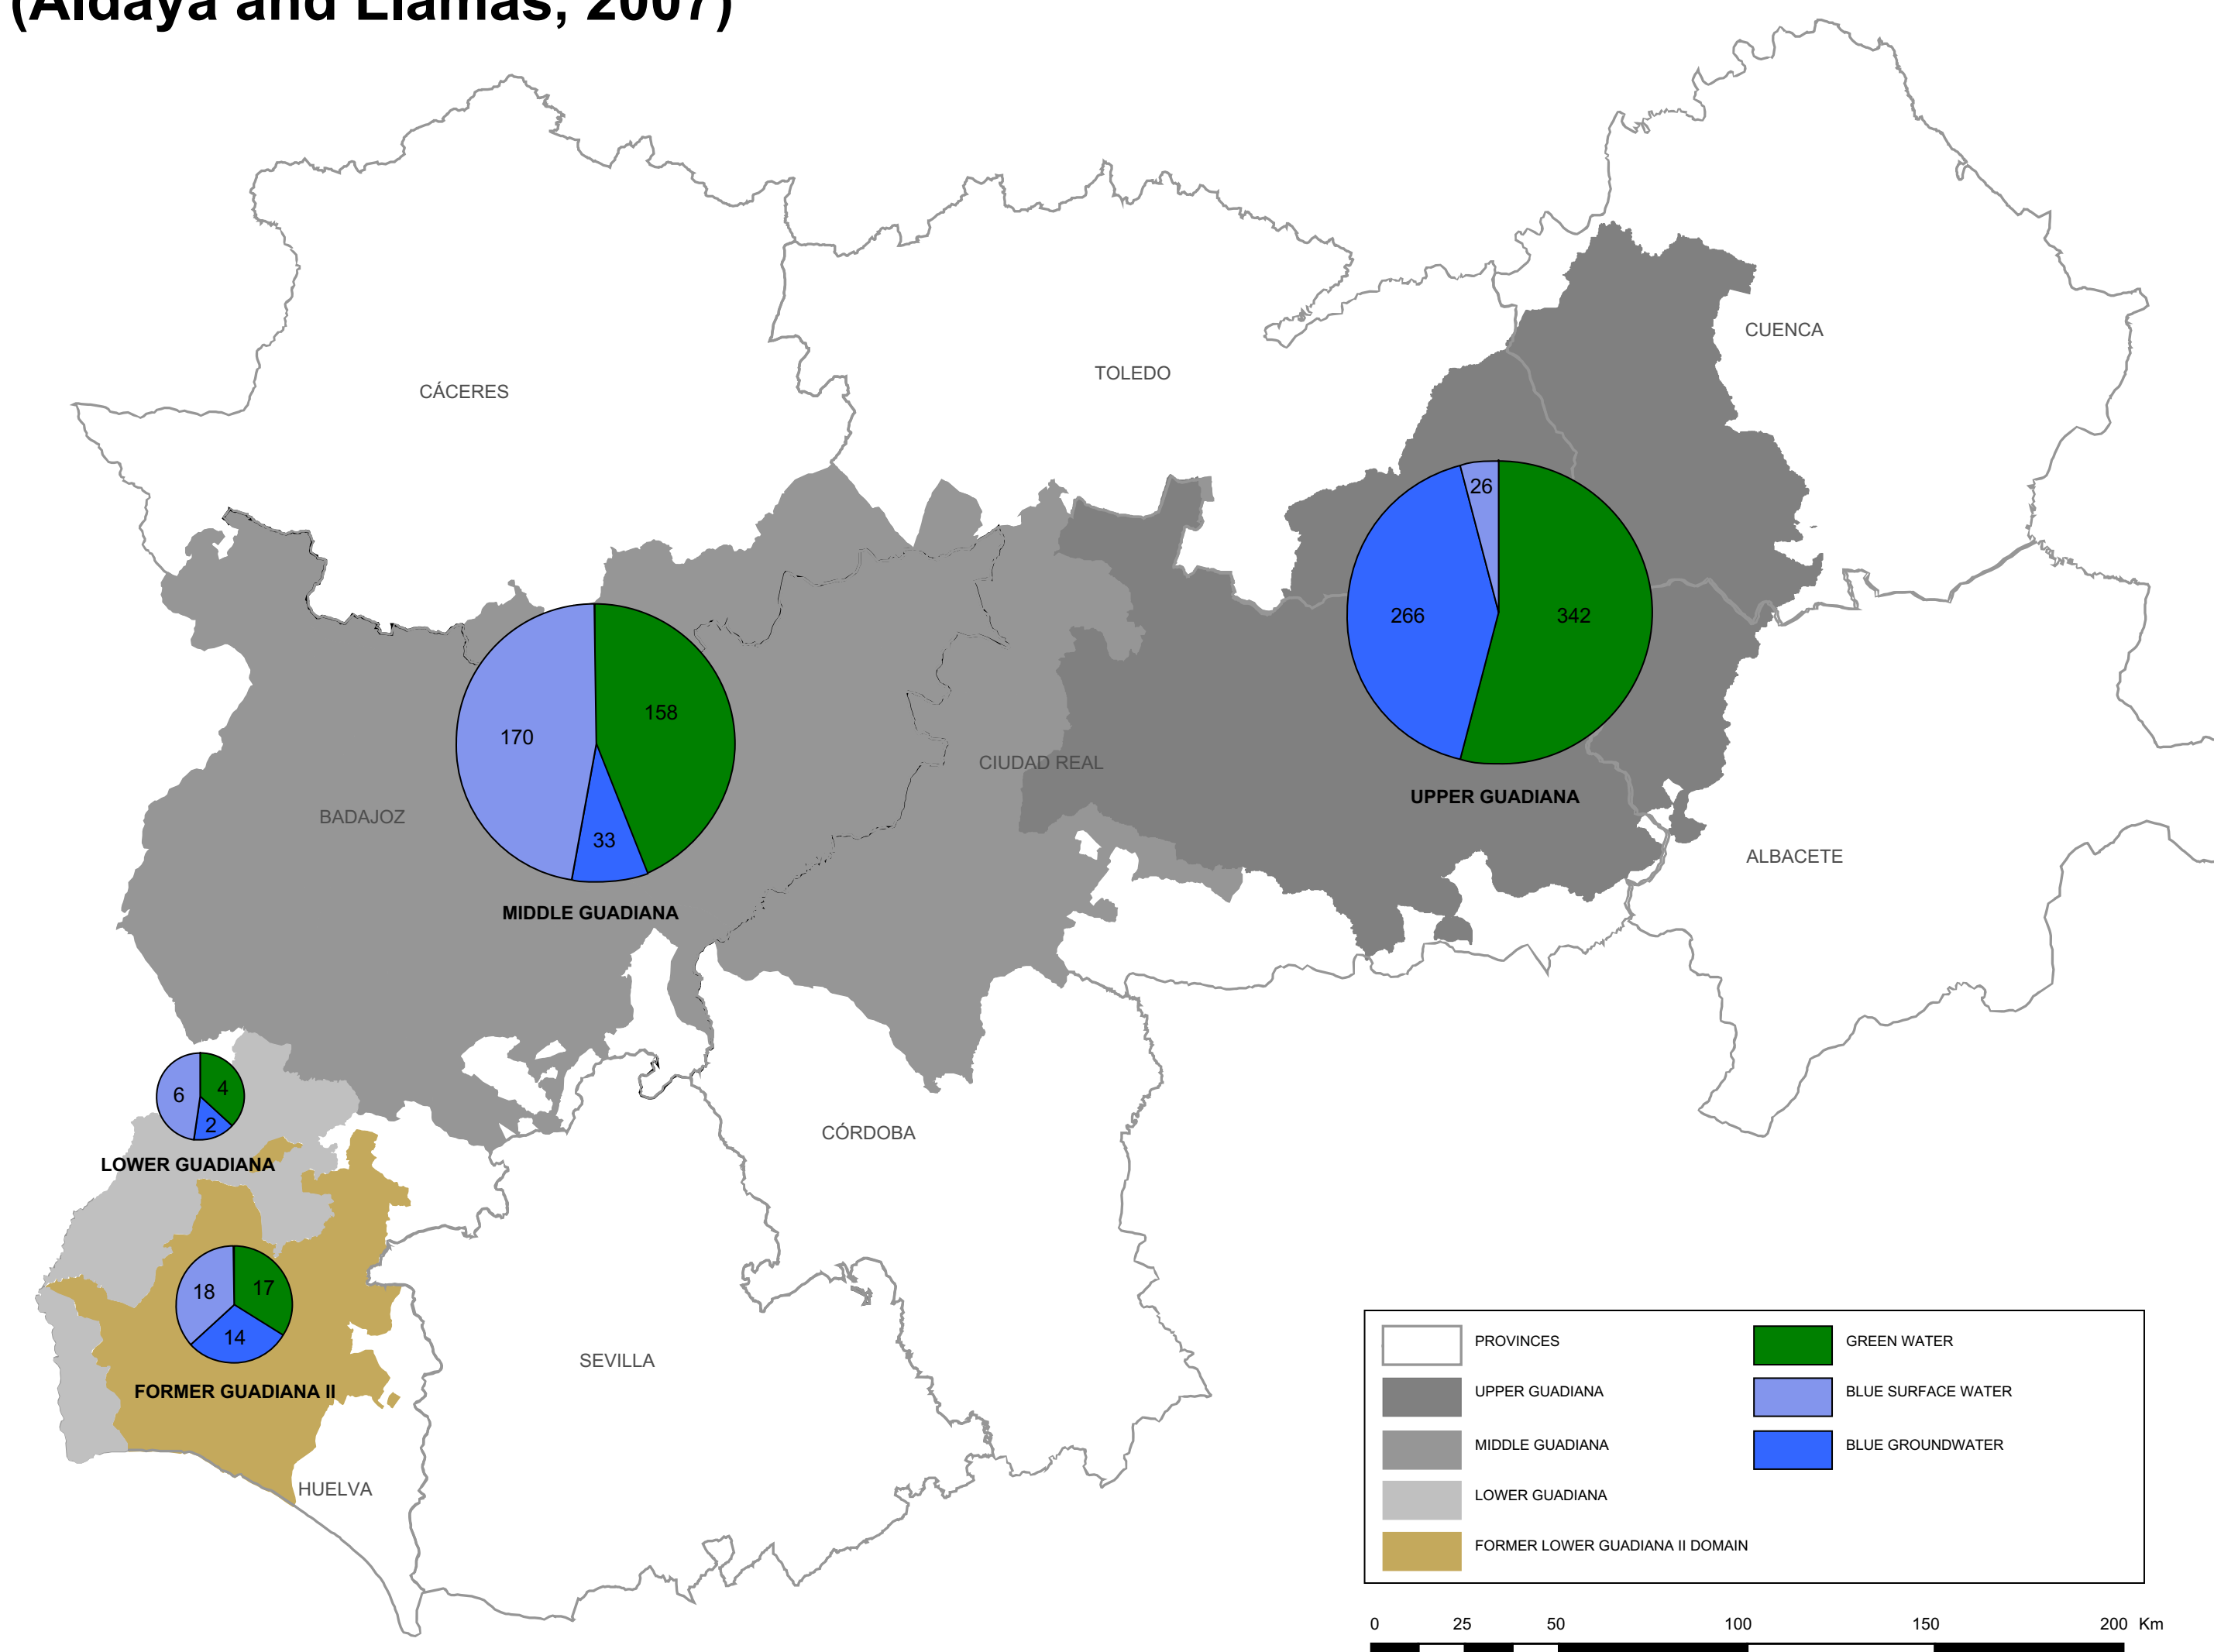 (Aldaya and Llamas, 2007)
CUENCA
TOLEDO
CÁCERES
26
266
342
158
170
CIUDAD REAL
UPPER GUADIANA
BADAJOZ
33
ALBACETE
MIDDLE GUADIANA
4
6
2
CÓRDOBA
LOWER GUADIANA
17
18
14
SEVILLA
FORMER GUADIANA II
HUELVA
PROVINCES
UPPER GUADIANA
MIDDLE GUADIANA
LOWER GUADIANA
FORMER LOWER GUADIANA II DOMAIN
GREEN WATER
BLUE SURFACE WATER
BLUE GROUNDWATER
0 25 50 100 150 200 Km